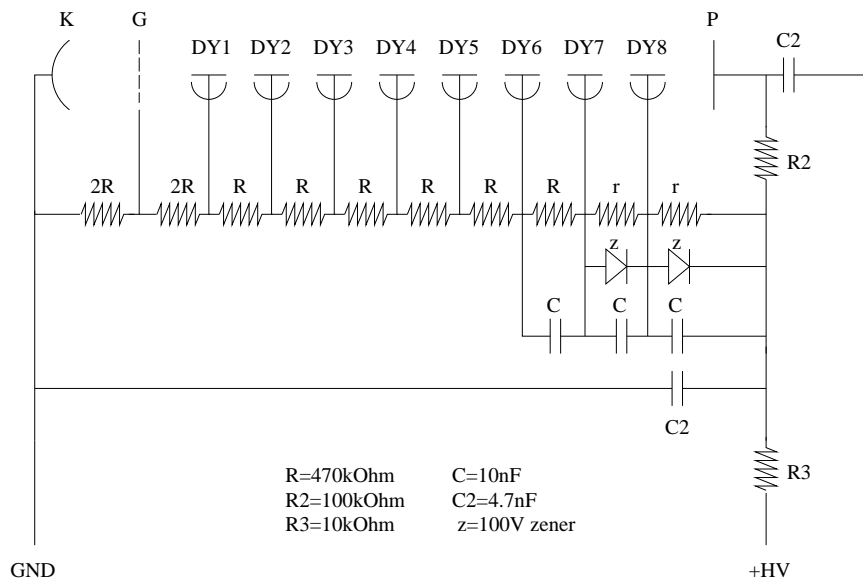 K G P
C2
DY1 DY2 DY3 DY4 DY5 DY6 DY7 DY8
R2
2R 2R R R R R R R r r
z z
C C C
C2
R3
R=470kOhm C=10nF
R2=100kOhm C2=4.7nF
R3=10kOhm z=100V zener
GND +HV